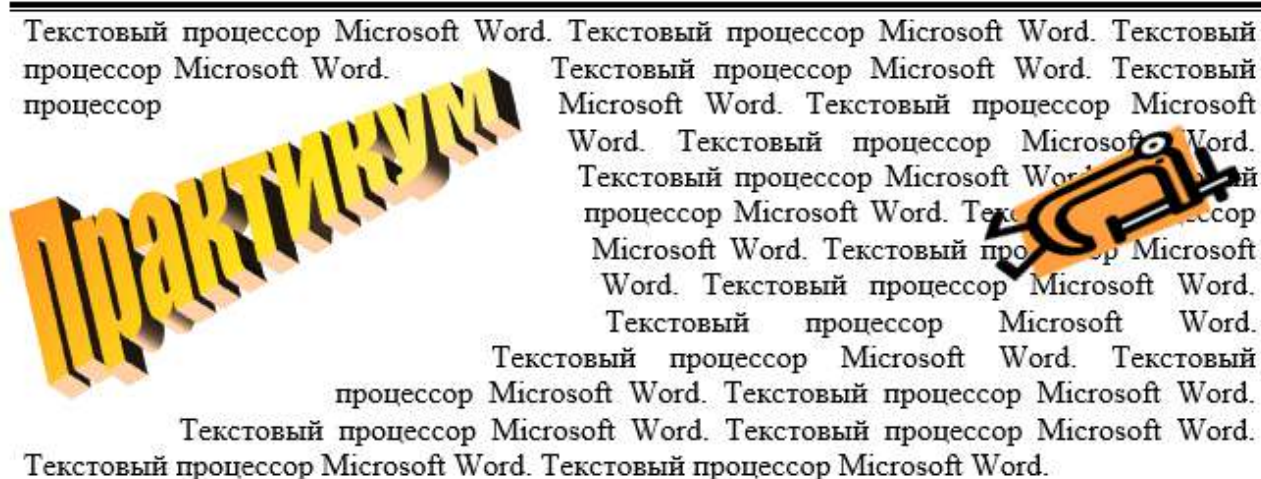 Текстовый процессор Microsoft Word. Текстовый процессор Microsoft Word. Текстовый
процессор Microsoft Word. Текстовый процессор Microsoft Word. Текстовый
процессор Microsoft Word. Текстовый процессор Microsoft
Практикум
Word. Текстовый процессор Microsoft Word.
Текстовый процессор Microsoft
процессор Microsoft Word.
Microsoft Word. Текстовый Microsoft
Word. Текстовый процессор Microsoft Word.
Текстовый процессор Microsoft Word.
Текстовый процессор Microsoft Word. Текстовый
процессор Microsoft Word. Текстовый процессор Microsoft Word.
Текстовый процессор Microsoft Word. Текстовый процессор Microsoft Word.
Текстовый процессор Microsoft Word. Текстовый процессор Microsoft Word.